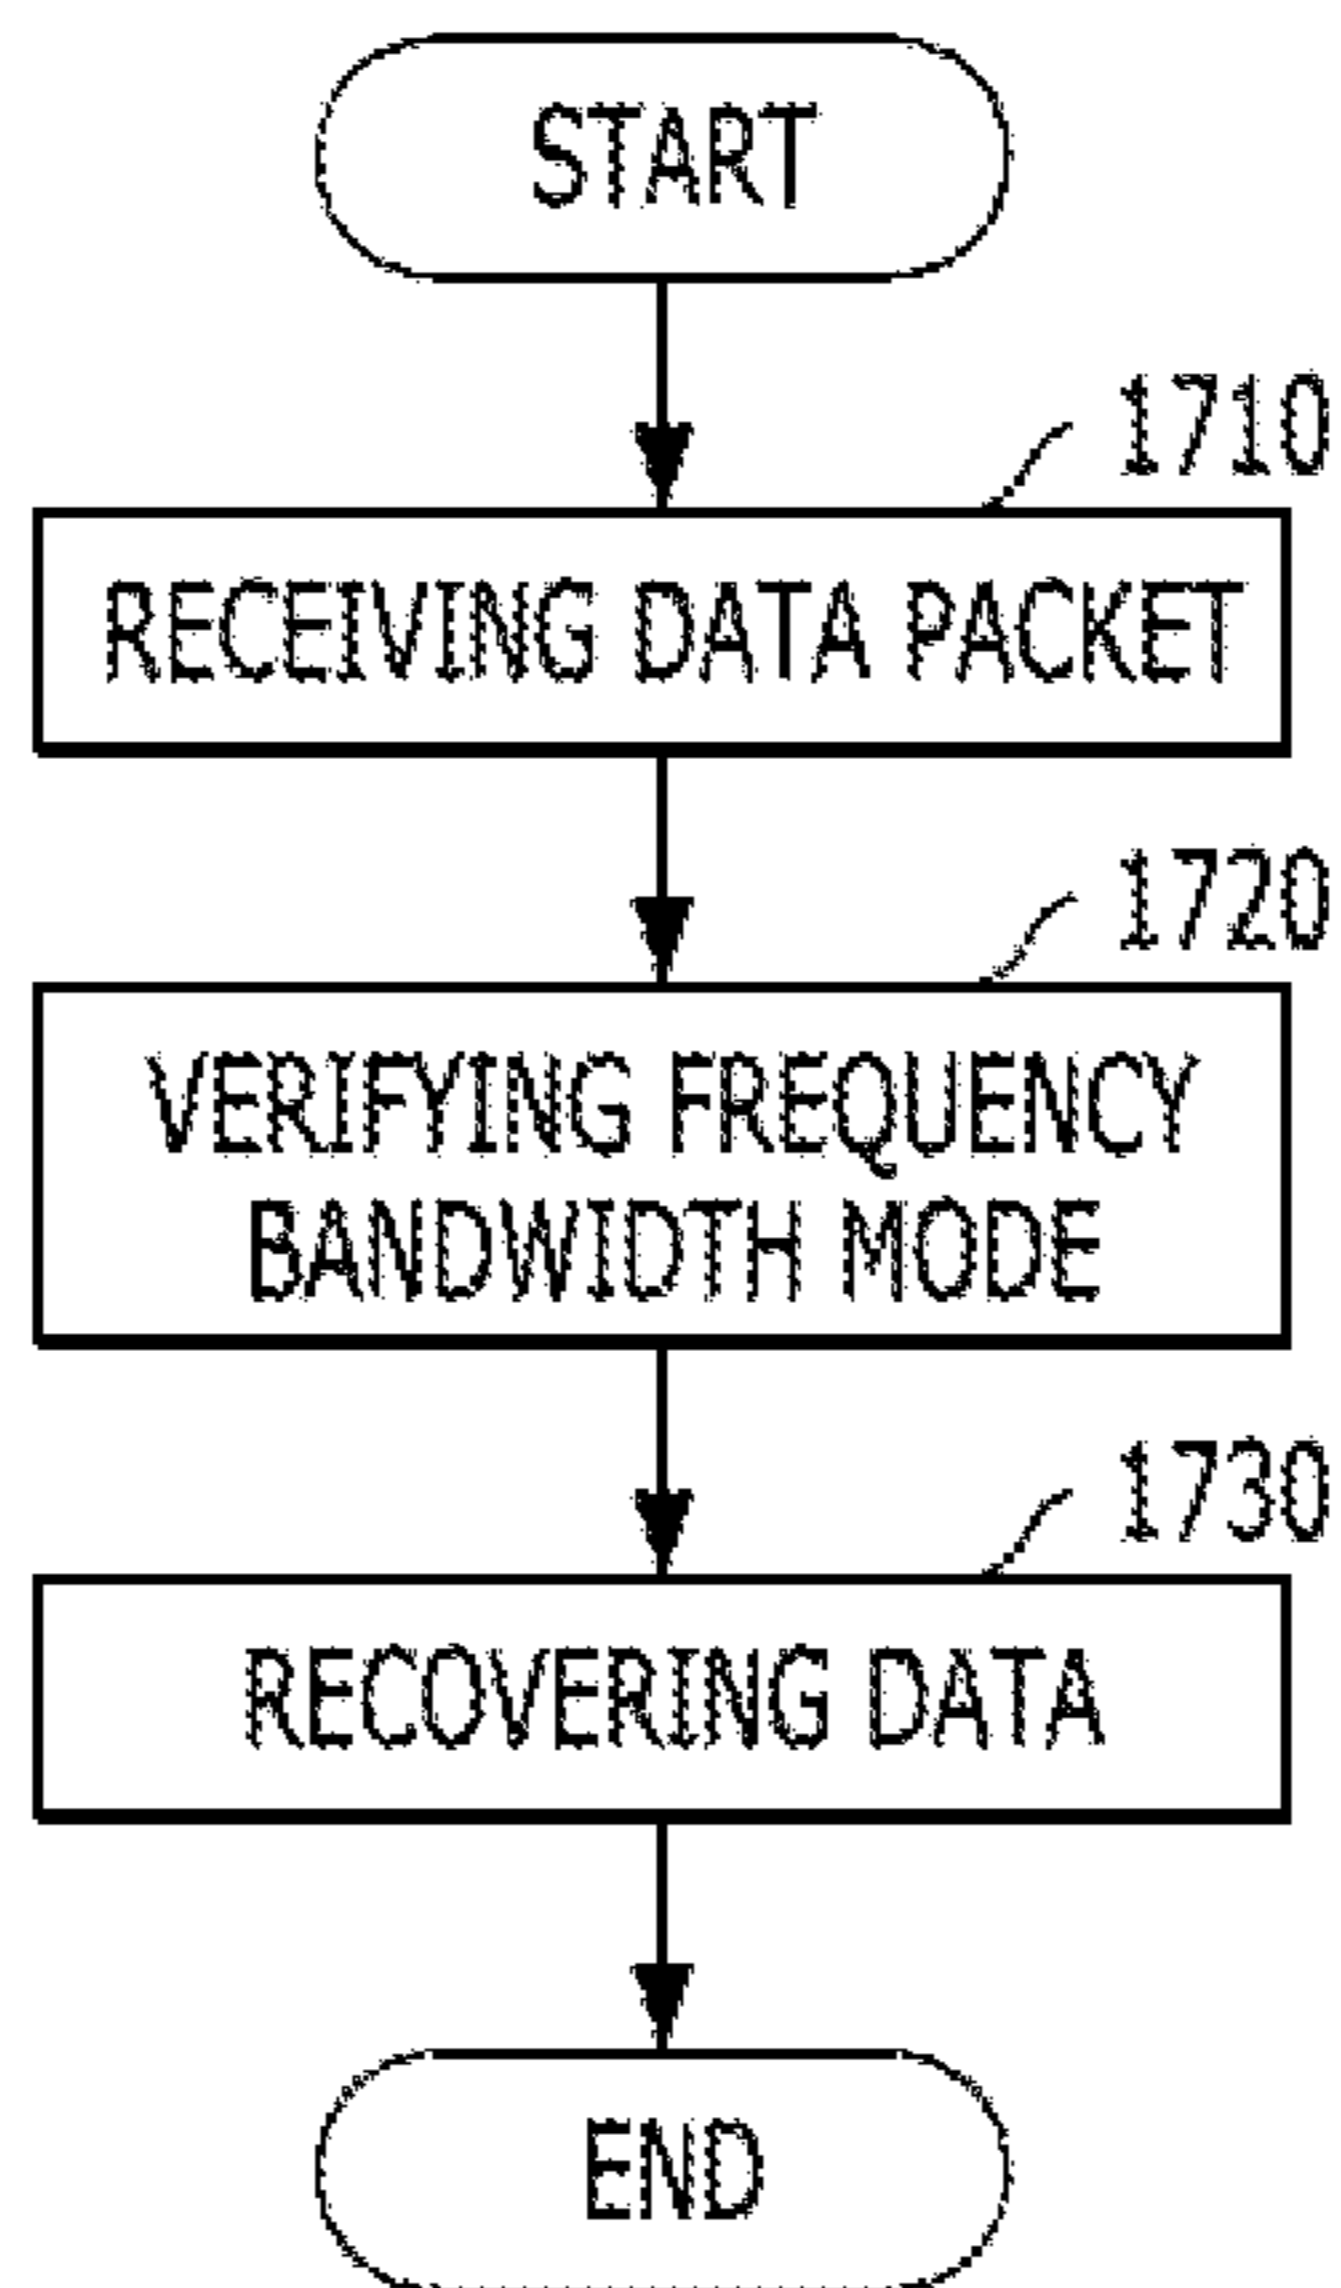 START
1710
RECEIVING DATA PACKET
1720
VERIFYING FREQUENCY
BANDWIDTH MODE
1730
RECOVERING DATA
END